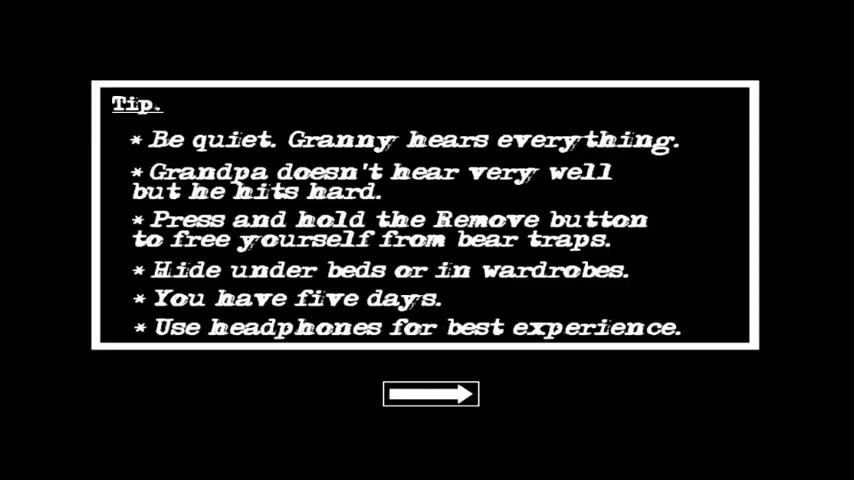 Tip.
* Be quiet. Granny hears everything.
* Grandpa doesn't hear very well
but he hits hard.
* Press and hold the Remove button
to free yourself from bear traps.
* Hide under beds or in wardrobes.
* You have five days.
* Use headphones for best experience.